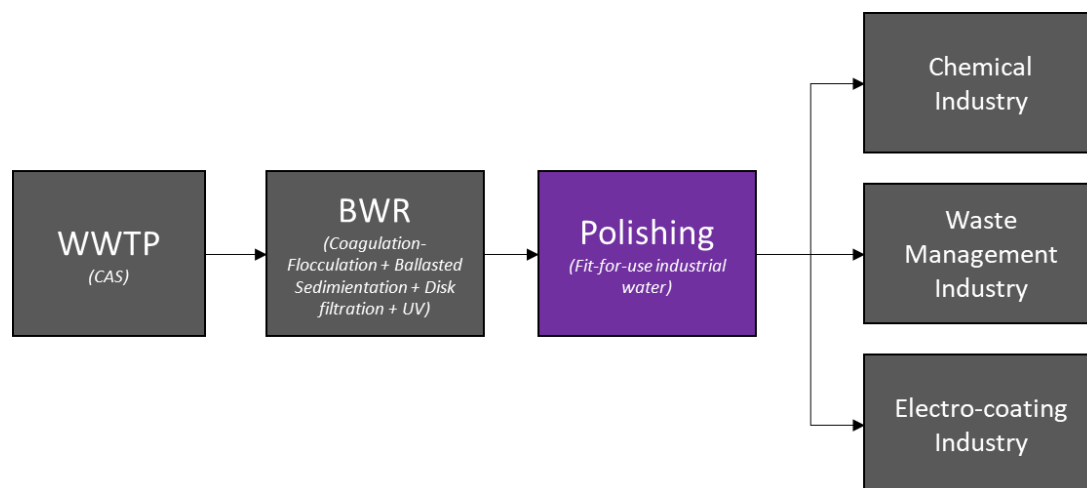 WWTP
(CAS)
BWR
(Coagulation-
Flocculation + Ballasted
Sedimientation + Disk
filtration + UV)
Polishing
(Fit-for-use industrial
water)
Chemical
Industry
Waste
Management
Industry
Electro-coating
Industry